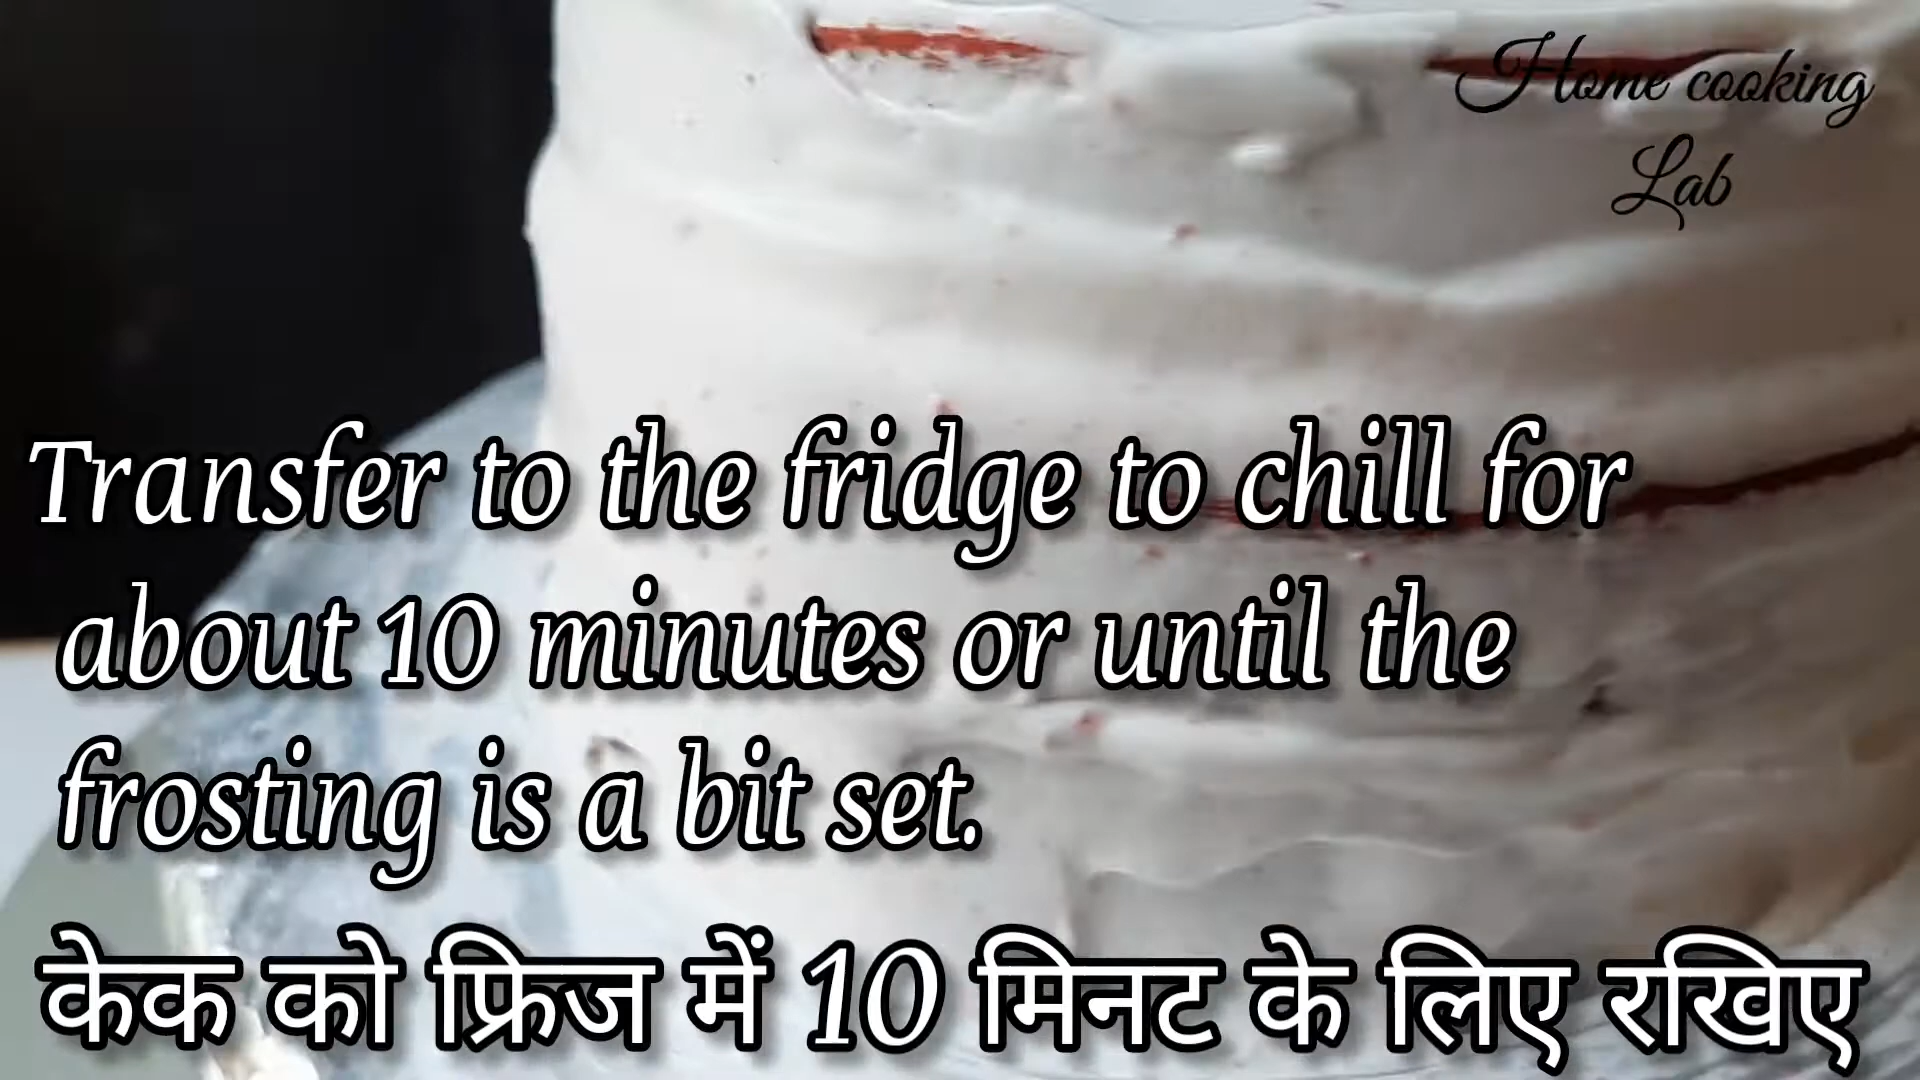 Home cooking
Lab
Transfer to the fridge to chill for
about 10 minutes or until the
frosting is a bit set.
केक को फ्रिज में 10 मिनट के लिए रखिए